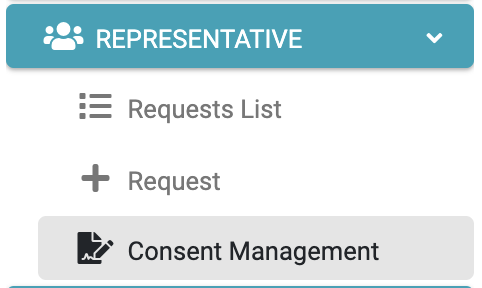 REPRESENTATIVE
Requests List
Request
Consent Management